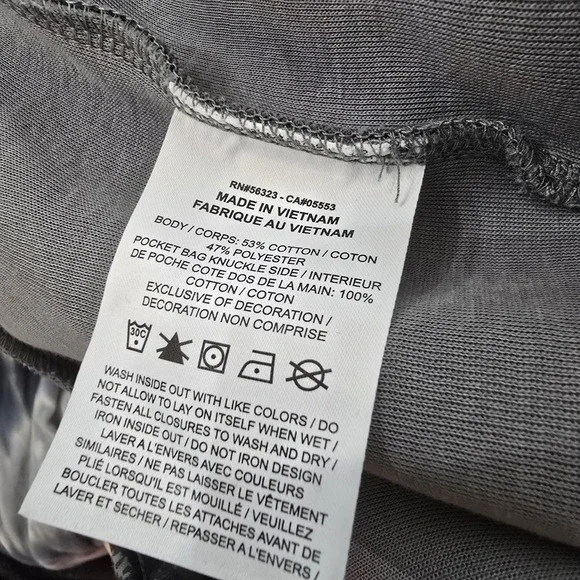 RN#56323 - CA#05553
MADE IN VIETNAM
FABRIQUE AU VIETNAM
BODY / CORPS: 53% COTTON / COTON
47% POLYESTER
POCKET BAG KNUCKLE SIDE / INTERIEUR
DE POCHE COTE DOS DE LA MAIN: 100%
COTTON / COTON
EXCLUSIVE OF DECORATION /
DECORATION NON COMPRISE
30C
WASH INSIDE OUT WITH LIKE COLORS / DO
NOT ALLOW TO LAY ON ITSELF WHEN WET /
FASTEN ALL CLOSURES TO WASH AND DRY /
IRON INSIDE OUT / DO NOT IRON DESIGN
LAVER A L'ENVERS AVEC COULEURS
SIMILAIRES / NE PAS LAISSER LE VÊTEMENT
PLIÉ LORSQU'IL EST MOUILLÉ / VEUILLEZ
BOUCLER TOUTES LES ATTACHES AVANT DE
LAVER ET SÉCHER / REPASSER A L'ENVERS /